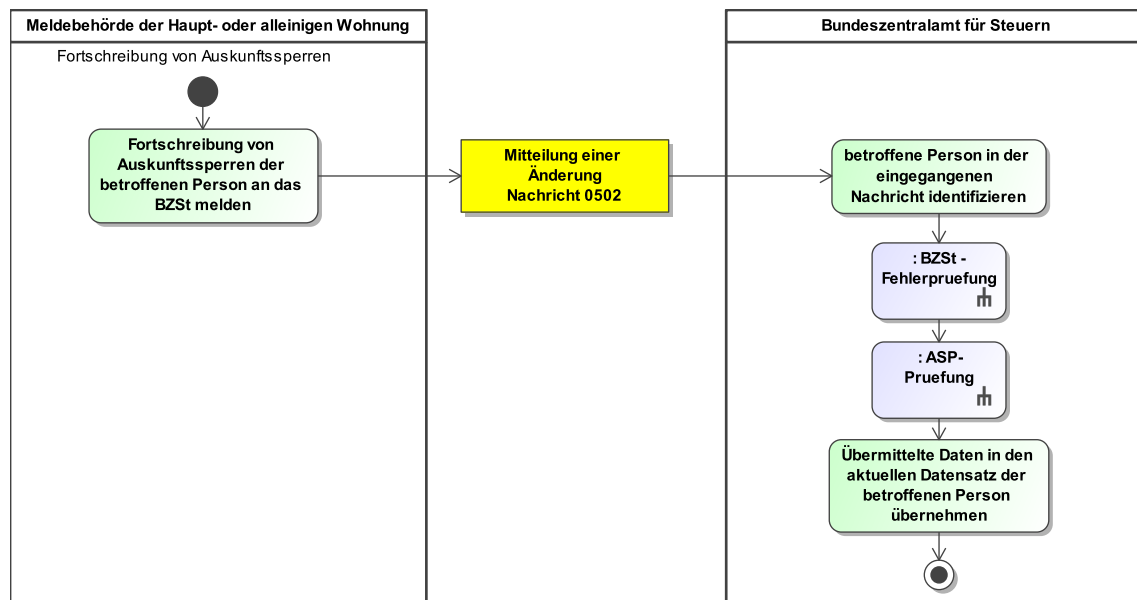 Meldebehörde der Haupt- oder alleinigen Wohnung
Fortschreibung von Auskunftssperren
Fortschreibung von
Auskunftssperren der
betroffenen Person an das
BZSt melden
Mitteilung einer
Änderung
Nachricht 0502
Bundeszentralamt für Steuern
betroffene Person in der
eingegangenen
Nachricht identifizieren
: BZSt -
Fehlerpruefung
: ASP-
Pruefung
Übermittelte Daten in den
aktuellen Datensatz der
betroffenen Person
übernehmen